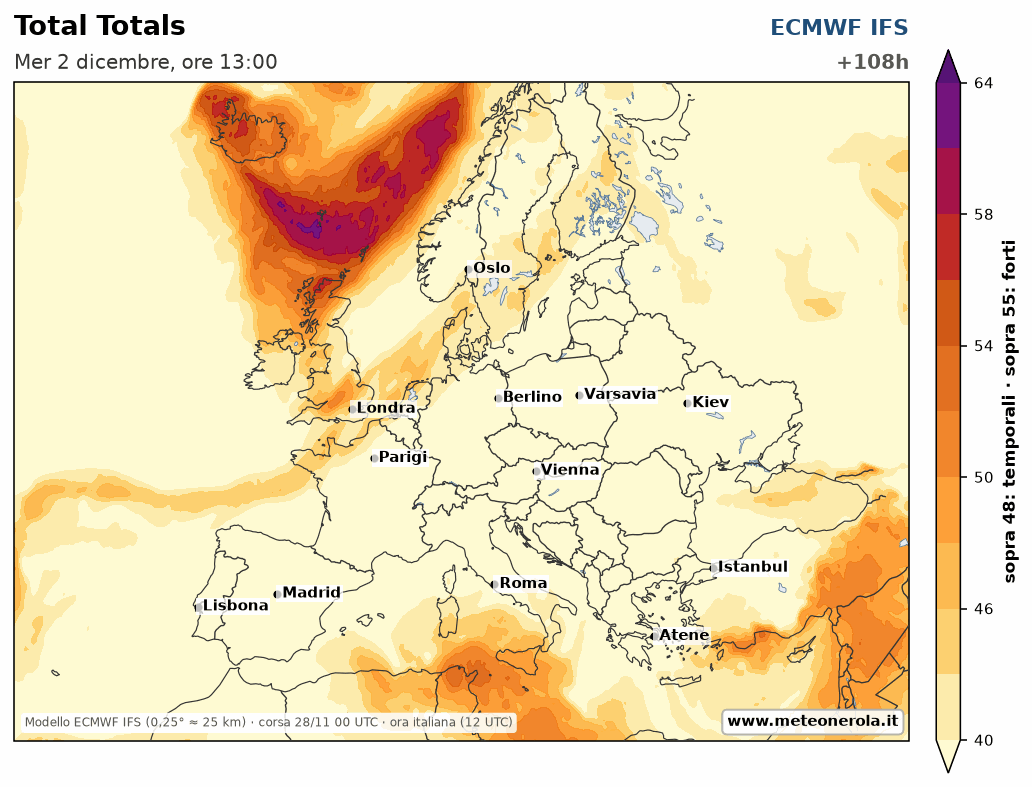 Total Totals
ECMWF IFS
Mer 2 dicembre, ore 13:00
+108h
64
58
54
50
46
40
sopra 48: temporali · sopra 55: forti
Oslo
Berlino
Varsavia
Kiev
Londra
Parigi
Vienna
Istanbul
Roma
Madrid
Lisbona
Atene
Modello ECMWF IFS (0,25° ≈ 25 km) · corsa 28/11 00 UTC · ora italiana (12 UTC)
www.meteonerola.it